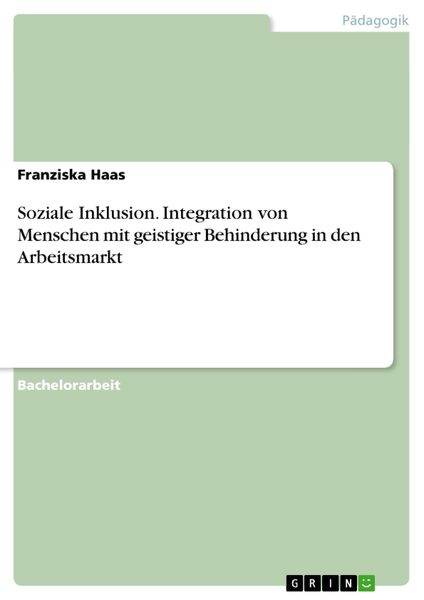 Pädagogik
Franziska Haas
Soziale Inklusion. Integration von
Menschen mit geistiger Behinderung in den
Arbeitsmarkt
Bachelorarbeit
GRIN